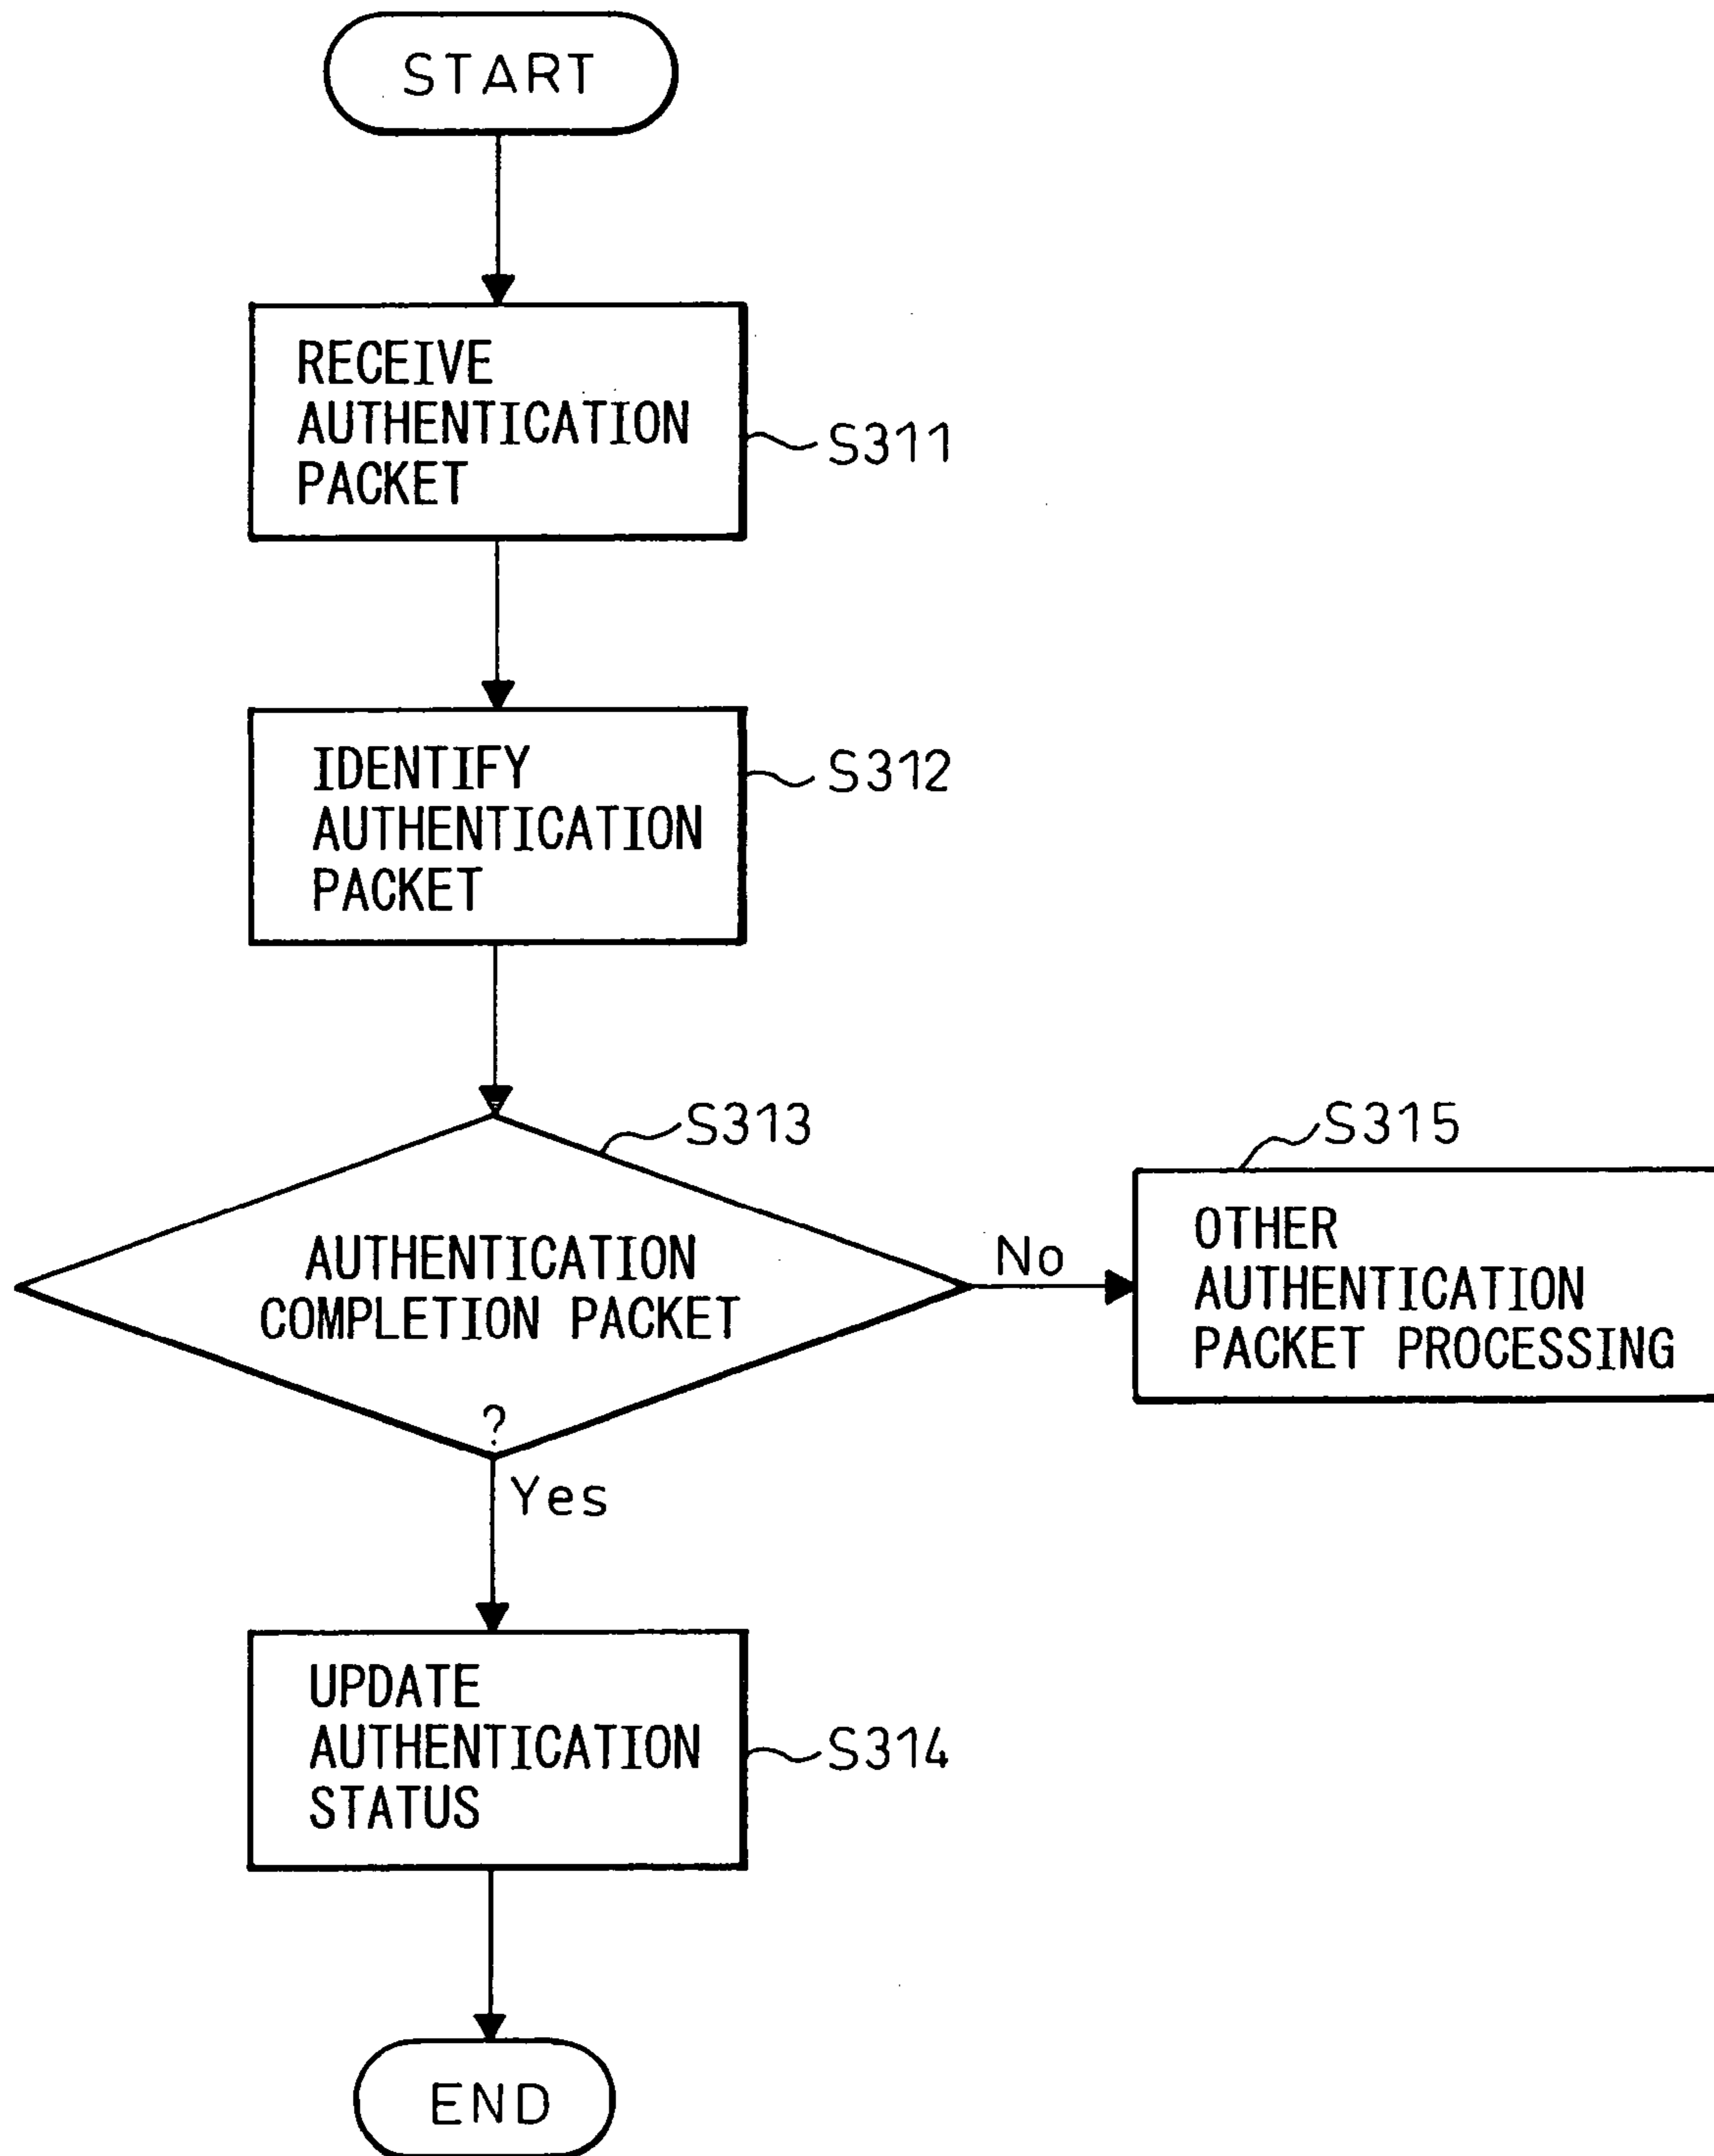 START
RECEIVE
AUTHENTICATION
PACKET
S311
IDENTIFY
AUTHENTICATION
PACKET
S312
S313
AUTHENTICATION
COMPLETION PACKET
?
No
S315
OTHER
AUTHENTICATION
PACKET PROCESSING
Yes
UPDATE
AUTHENTICATION
STATUS
S314
END